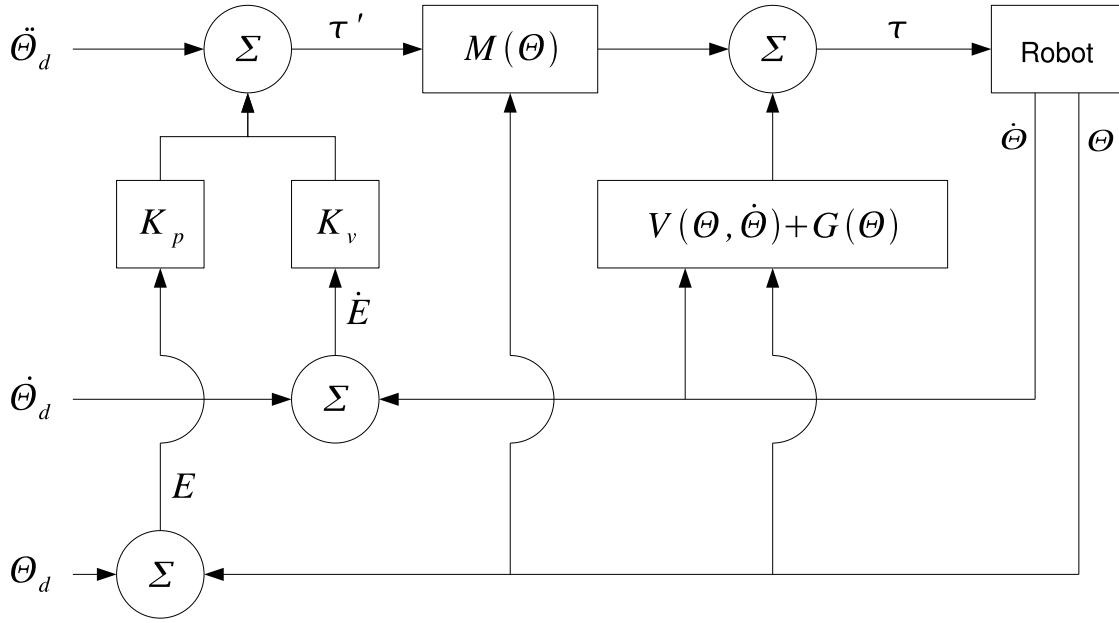 Θ̈d Σ τ ′ M(Θ) Σ τ Robot
Θ̇ Θ
Kp Kv V(Θ,Θ̇)+G(Θ)
Ė
Θ̇d Σ
E
Θd Σ